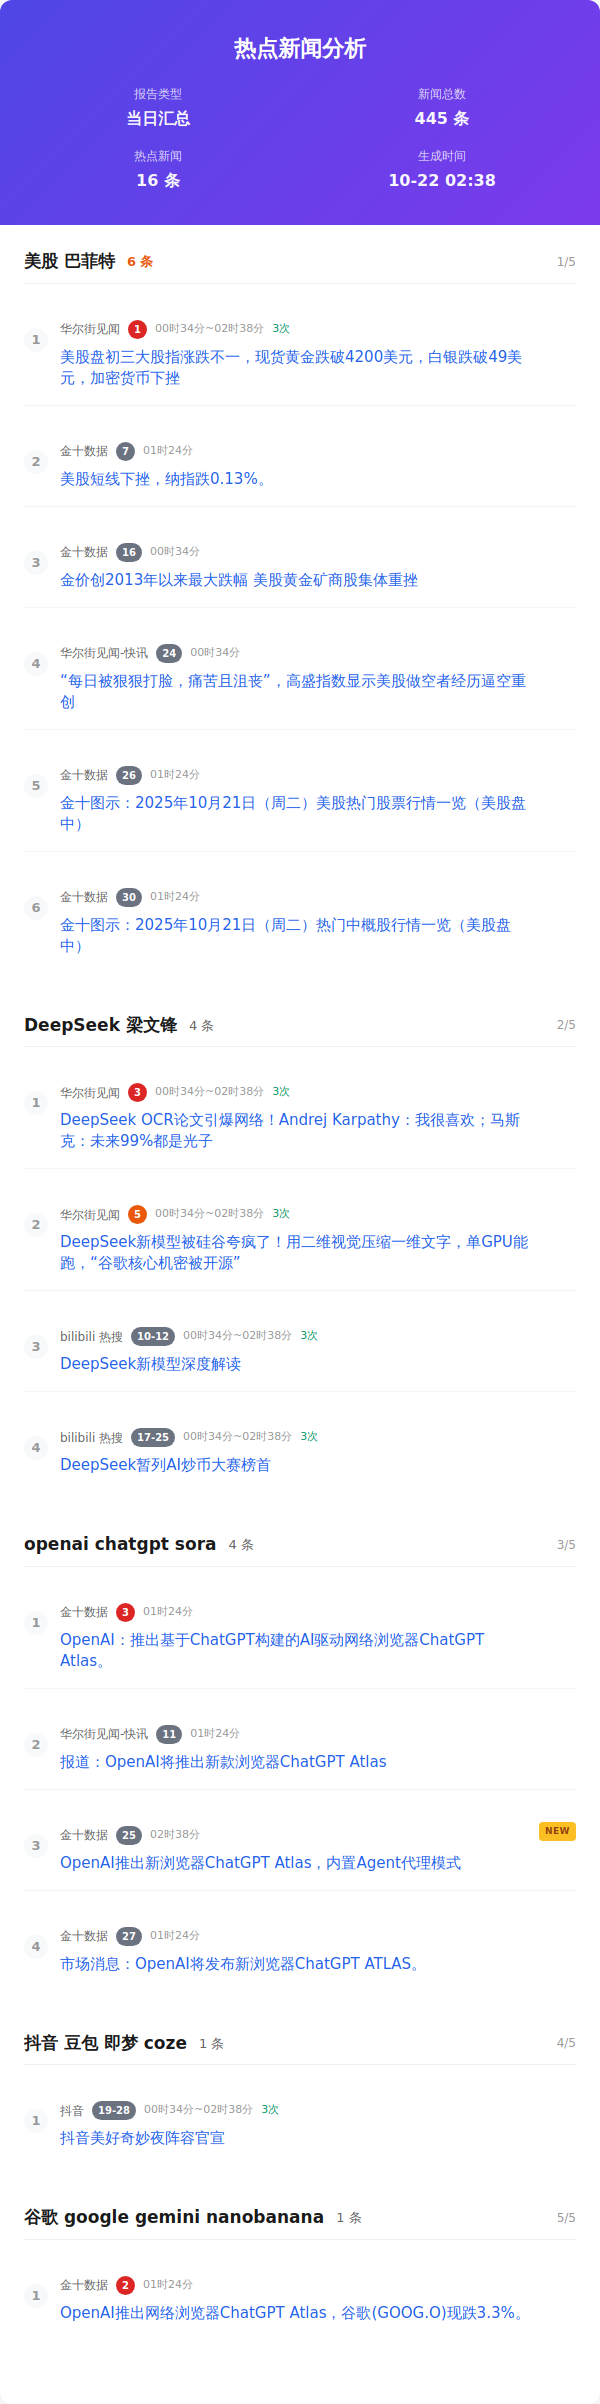 热点新闻分析
报告类型
新闻总数
当日汇总
445 条
热点新闻
生成时间
16 条
10-22 02:38
美股 巴菲特 6 条 1/5
1
华尔街见闻 1 00时34分~02时38分 3次
美股盘初三大股指涨跌不一，现货黄金跌破4200美元，白银跌破49美
元，加密货币下挫
2
金十数据 7 01时24分
美股短线下挫，纳指跌0.13%。
3
金十数据 16 00时34分
金价创2013年以来最大跌幅 美股黄金矿商股集体重挫
4
华尔街见闻-快讯 24 00时34分
“每日被狠狠打脸，痛苦且沮丧”，高盛指数显示美股做空者经历逼空重
创
5
金十数据 26 01时24分
金十图示：2025年10月21日（周二）美股热门股票行情一览（美股盘
中）
6
金十数据 30 01时24分
金十图示：2025年10月21日（周二）热门中概股行情一览（美股盘
中）
DeepSeek 梁文锋 4 条 2/5
1
华尔街见闻 3 00时34分~02时38分 3次
DeepSeek OCR论文引爆网络！Andrej Karpathy：我很喜欢；马斯
克：未来99%都是光子
2
华尔街见闻 5 00时34分~02时38分 3次
DeepSeek新模型被硅谷夸疯了！用二维视觉压缩一维文字，单GPU能
跑，“谷歌核心机密被开源”
3
bilibili 热搜 10-12 00时34分~02时38分 3次
DeepSeek新模型深度解读
4
bilibili 热搜 17-25 00时34分~02时38分 3次
DeepSeek暂列AI炒币大赛榜首
openai chatgpt sora 4 条 3/5
1
金十数据 3 01时24分
OpenAI：推出基于ChatGPT构建的AI驱动网络浏览器ChatGPT
Atlas。
2
华尔街见闻-快讯 11 01时24分
报道：OpenAI将推出新款浏览器ChatGPT Atlas
3
金十数据 25 02时38分 NEW
OpenAI推出新浏览器ChatGPT Atlas，内置Agent代理模式
4
金十数据 27 01时24分
市场消息：OpenAI将发布新浏览器ChatGPT ATLAS。
抖音 豆包 即梦 coze 1 条 4/5
1
抖音 19-28 00时34分~02时38分 3次
抖音美好奇妙夜阵容官宣
谷歌 google gemini nanobanana 1 条 5/5
1
金十数据 2 01时24分
OpenAI推出网络浏览器ChatGPT Atlas，谷歌(GOOG.O)现跌3.3%。